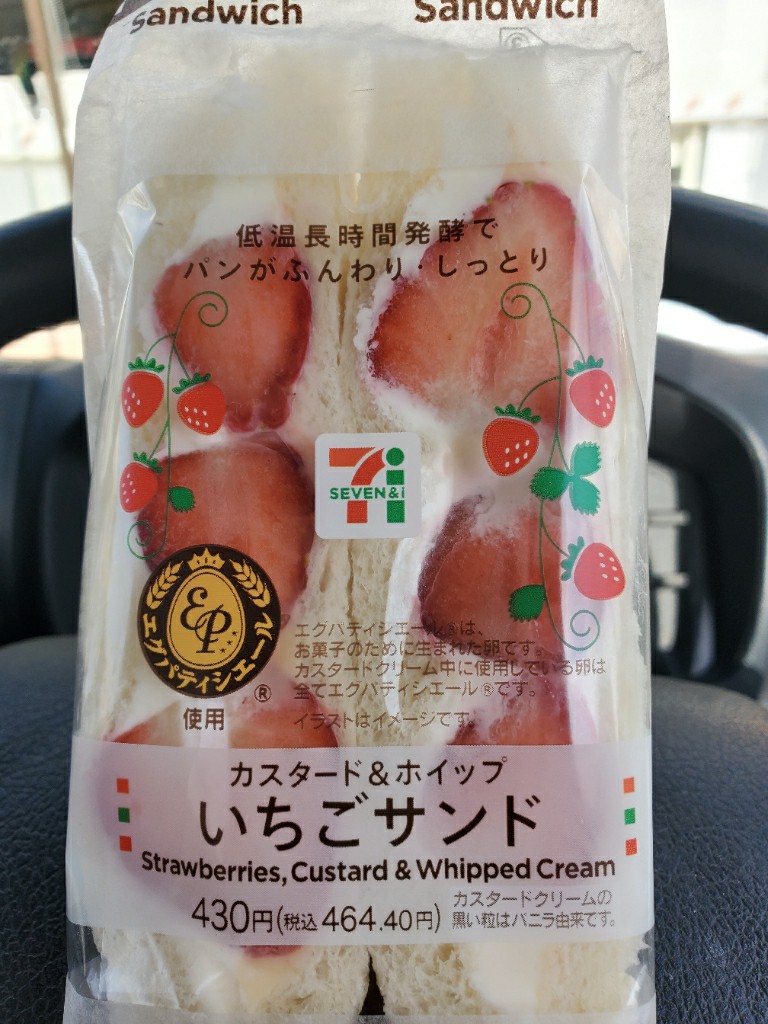 Sandwich
Sandwich
低温長時間発酵で
パンがふんわり・しっとり
7i
SEVEN&i
EP
エグパティシエール
®
使用
エグパティシエール®は、
お菓子のために生まれた卵です。
カスタードクリーム中に使用している卵は
全てエグパティシエール®です。
イラストはイメージです。
カスタード&ホイップ
いちごサンド
Strawberries, Custard & Whipped Cream
430円(税込 464.40円)
カスタードクリームの
黒い粒はバニラ由来です。